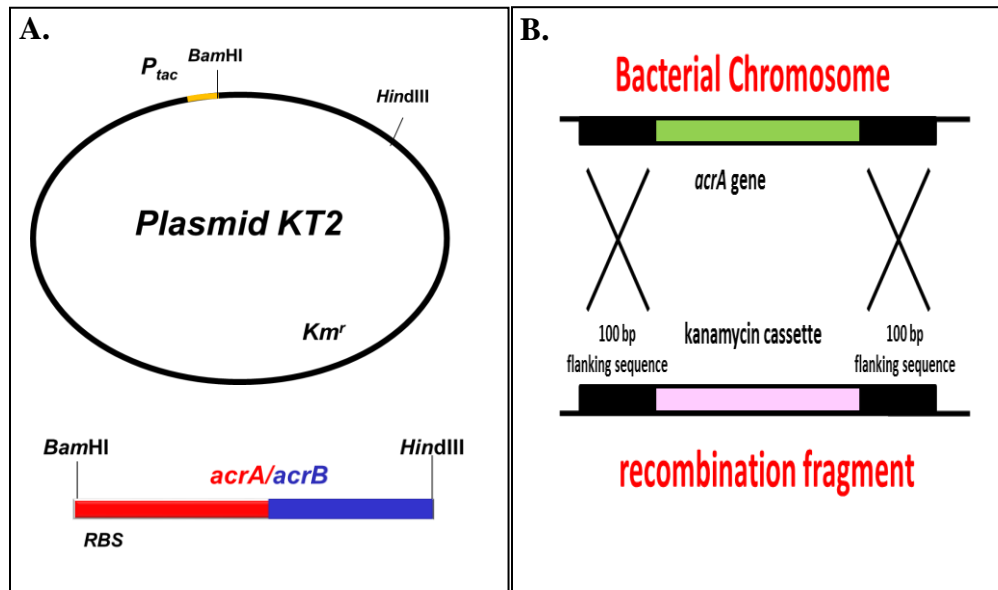 A.
BamHI
Ptac
HindIII
Plasmid KT2
Kmr
BamHI
HindIII
acrA/acrB
RBS
B.
Bacterial Chromosome
acrA gene
100 bp
flanking sequence
kanamycin cassette
100 bp
flanking sequence
recombination fragment